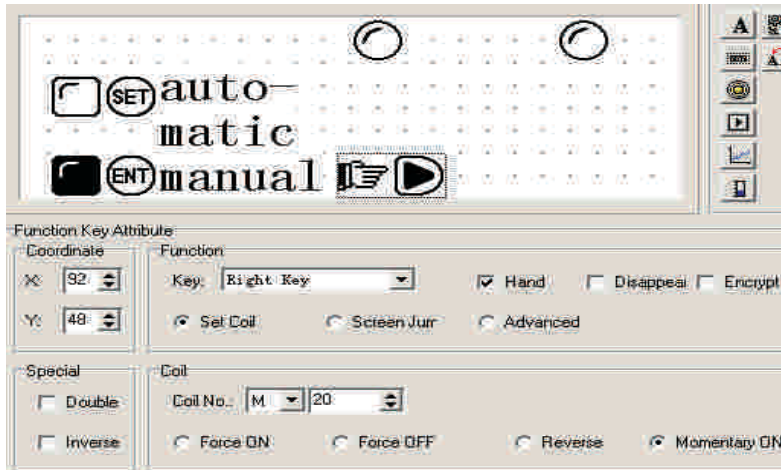 A
SET auto-
matic
ENT manual
Function Key Attribute
Coordinate
Function
X: 92
Key: Right Key
Hand
Disappear
Encrypt
Y: 48
Set Coil
Screen Jum
Advanced
Special
Coil
Double
Coil No.: M 20
Inverse
Force ON
Force OFF
Reverse
Momentary ON